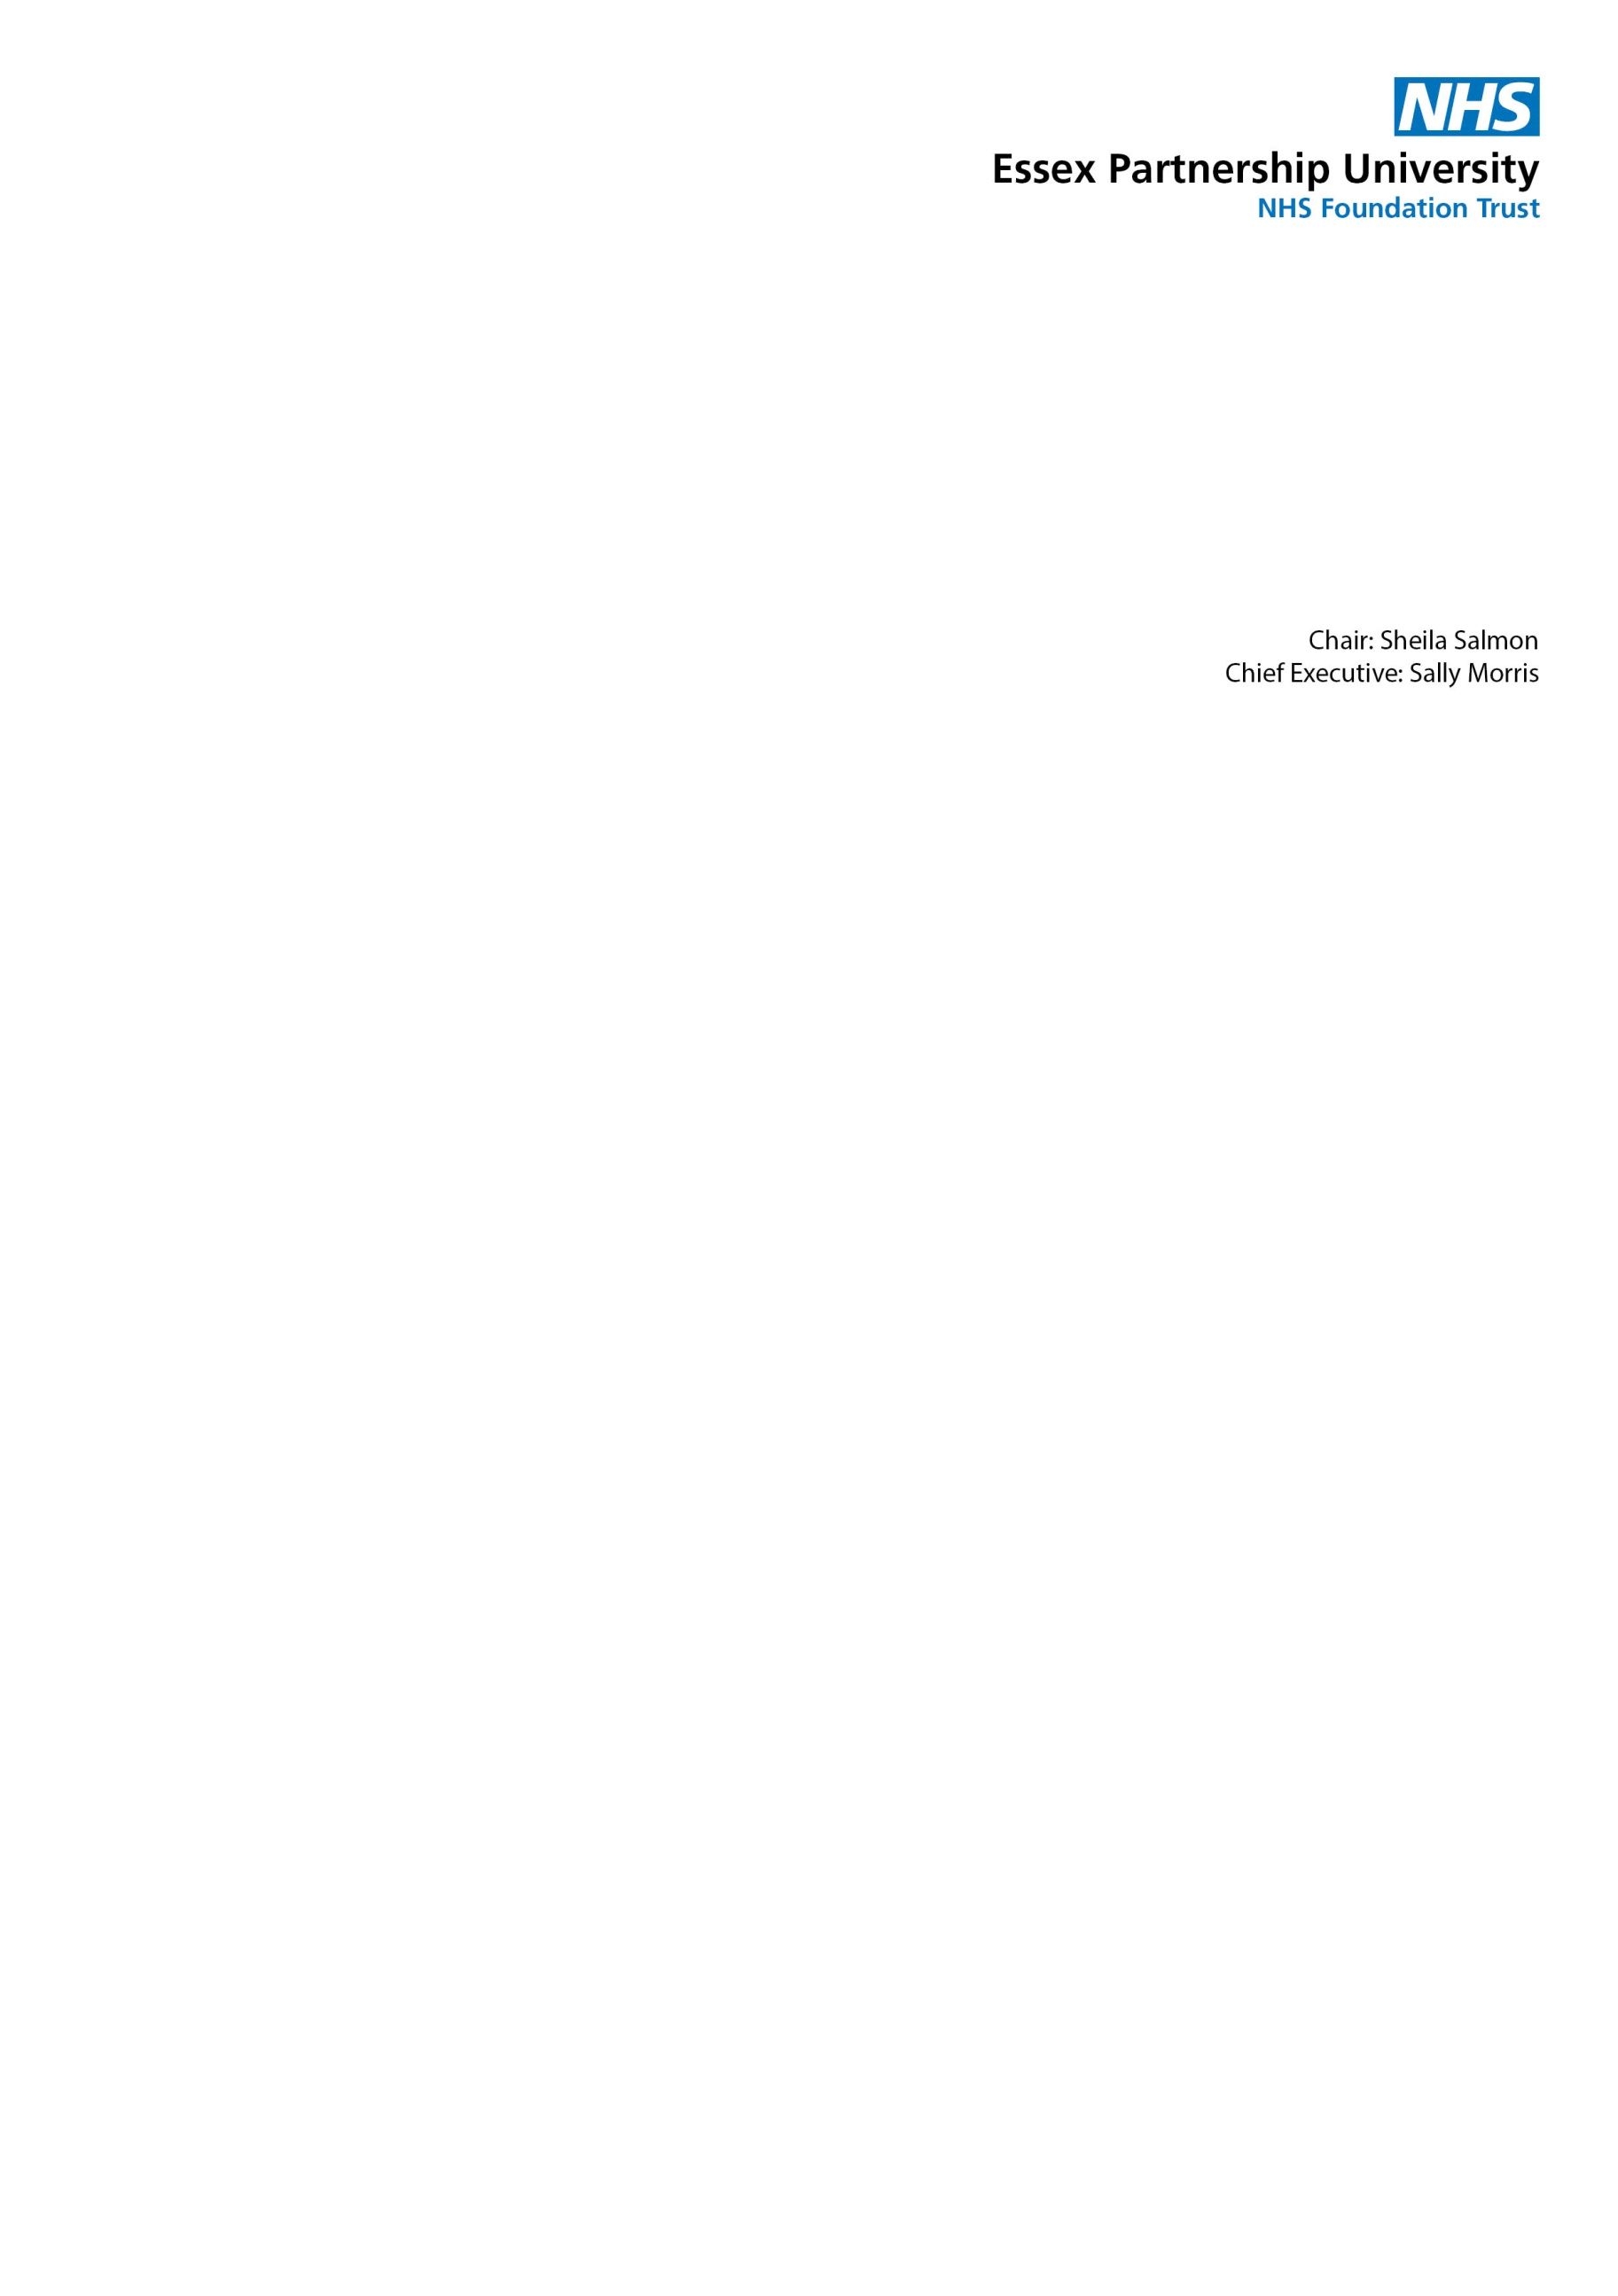 NHS
Essex Partnership University
NHS Foundation Trust
Chair: Sheila Salmon
Chief Executive: Sally Morris